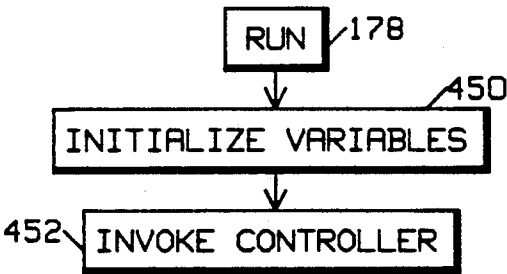 RUN 178
450
INITIALIZE VARIABLES
452 INVOKE CONTROLLER